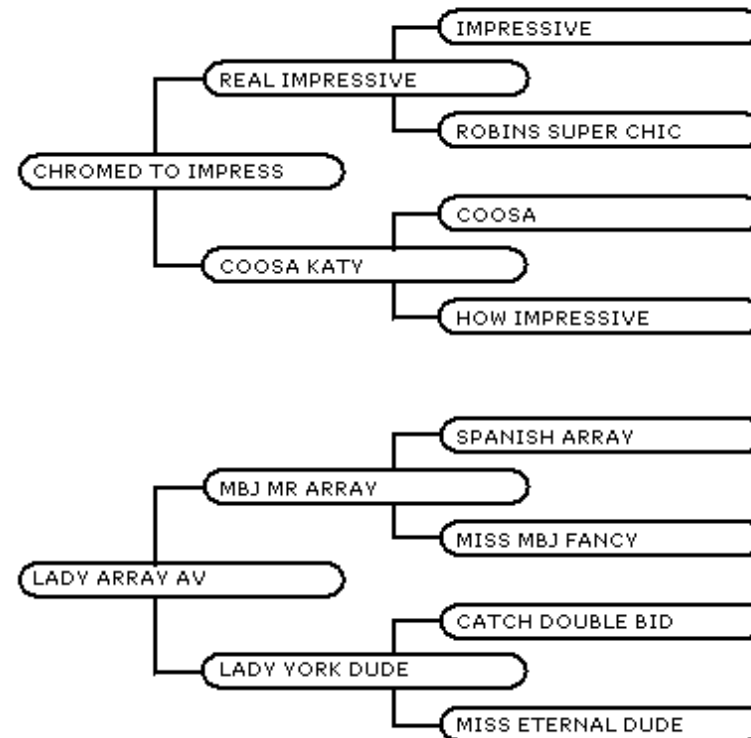 IMPRESSIVE
REAL IMPRESSIVE
ROBINS SUPER CHIC
CHROMED TO IMPRESS
COOSA
COOSA KATY
HOW IMPRESSIVE
SPANISH ARRAY
MBJ MR ARRAY
MISS MBJ FANCY
LADY ARRAY AV
CATCH DOUBLE BID
LADY YORK DUDE
MISS ETERNAL DUDE